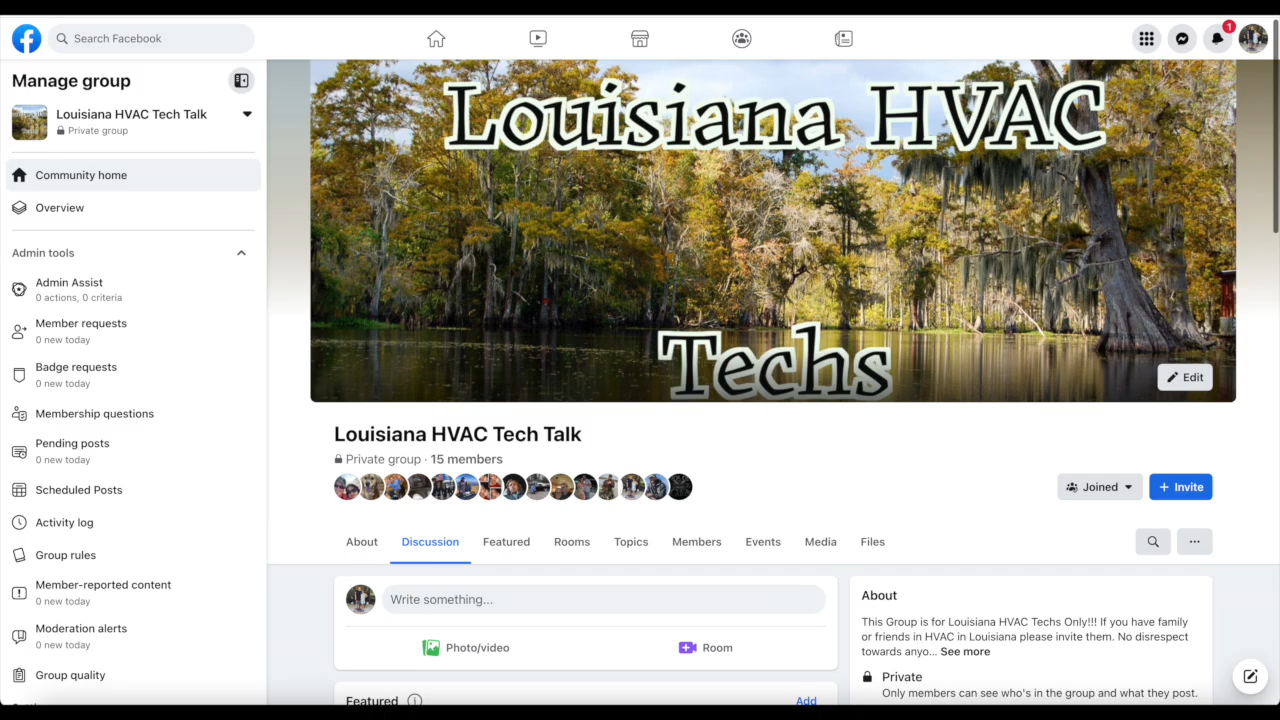 Search Facebook
1
Manage group
Louisiana HVAC Tech Talk
Private group
Community home
Overview
Admin tools
Admin Assist
0 actions, 0 criteria
Member requests
0 new today
Badge requests
0 new today
Membership questions
Pending posts
0 new today
Scheduled Posts
Activity log
Group rules
Member-reported content
0 new today
Moderation alerts
0 new today
Group quality
Louisiana HVAC
Techs
Edit
Louisiana HVAC Tech Talk
Private group · 15 members
Joined
+ Invite
About Discussion Featured Rooms Topics Members Events Media Files
Write something...
Photo/video
Room
Featured
Add
About
This Group is for Louisiana HVAC Techs Only!!! If you have family
or friends in HVAC in Louisiana please invite them. No disrespect
towards anyo... See more
Private
Only members can see who's in the group and what they post.